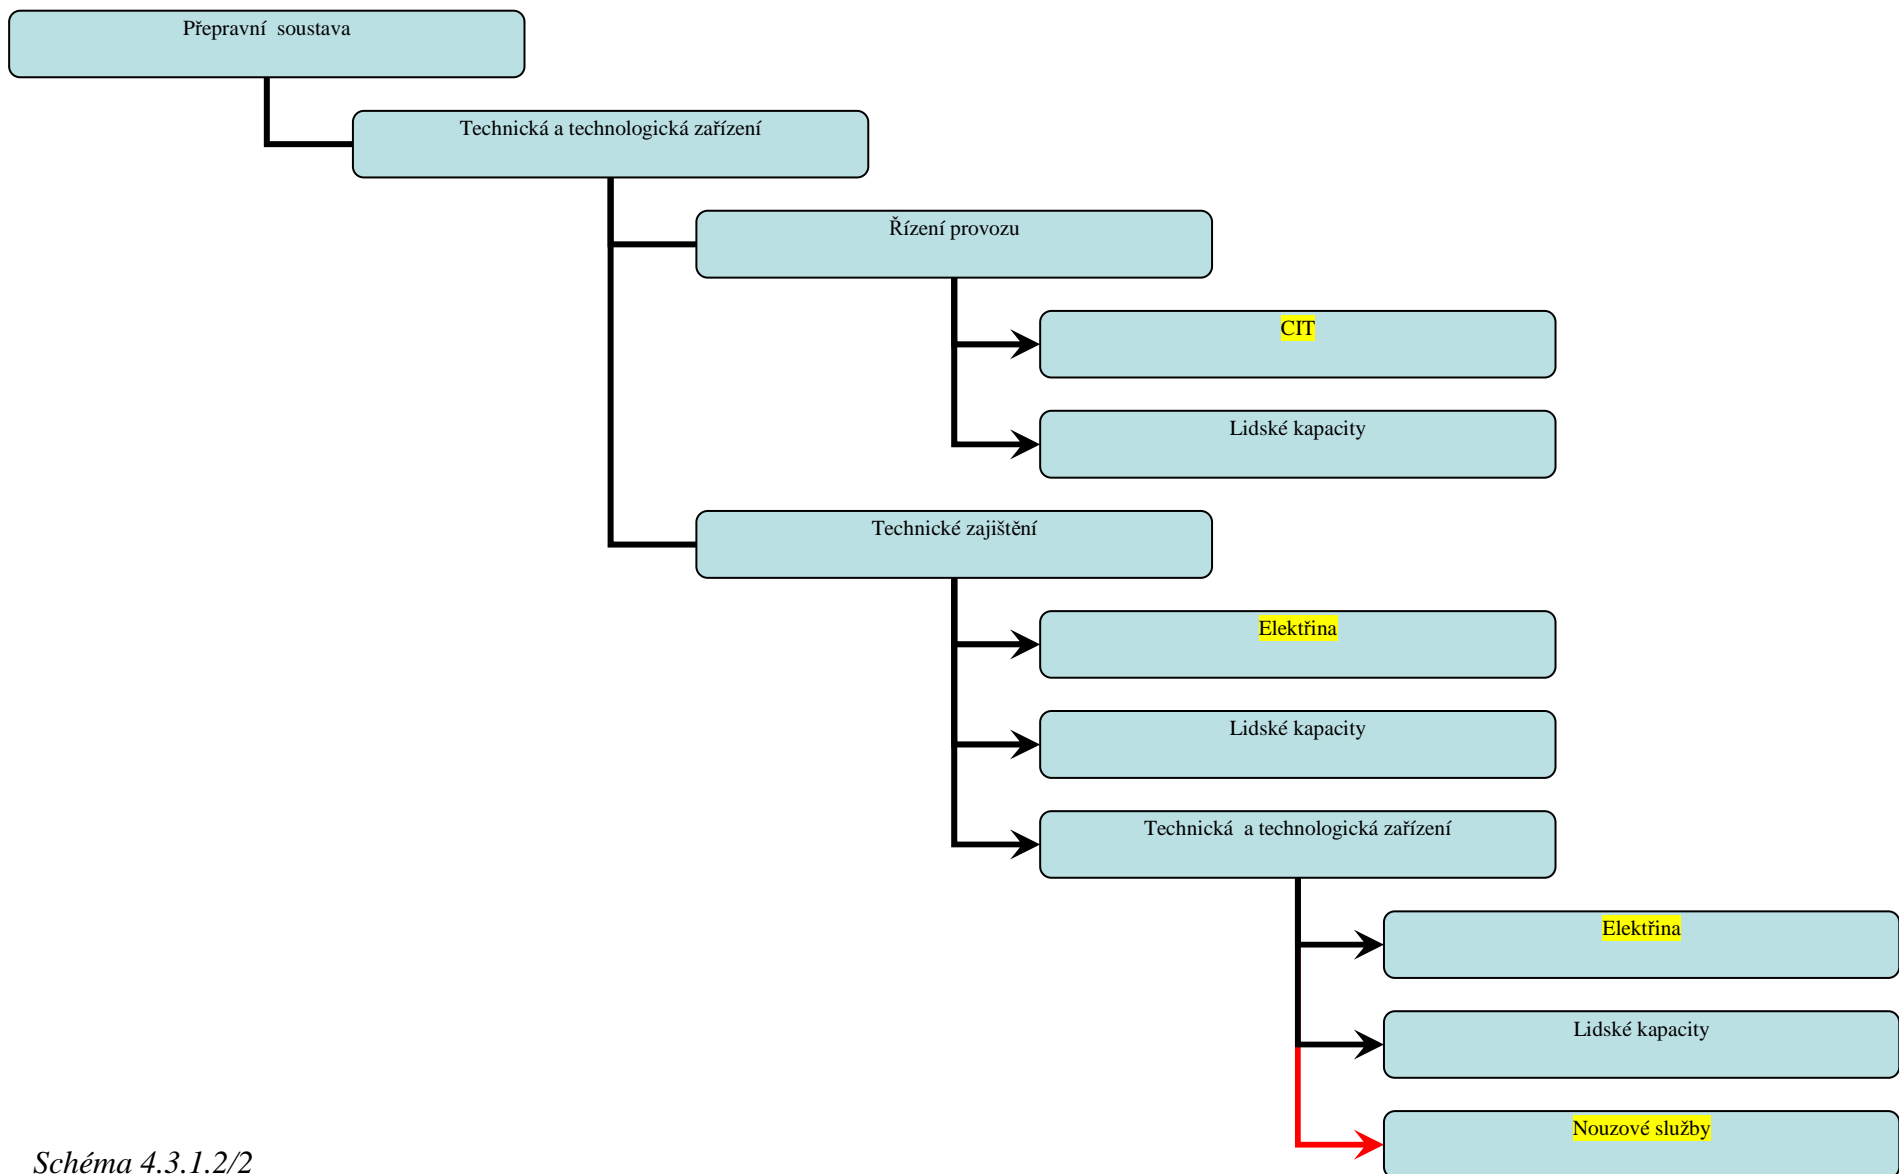 Přepravní  soustava
Technická a technologická zařízení
Řízení provozu
CIT
Lidské kapacity
Technické zajištění
Elektřina
Lidské kapacity
Technická  a technologická zařízení
Elektřina
Lidské kapacity
Nouzové služby
Schéma 4.3.1.2/2